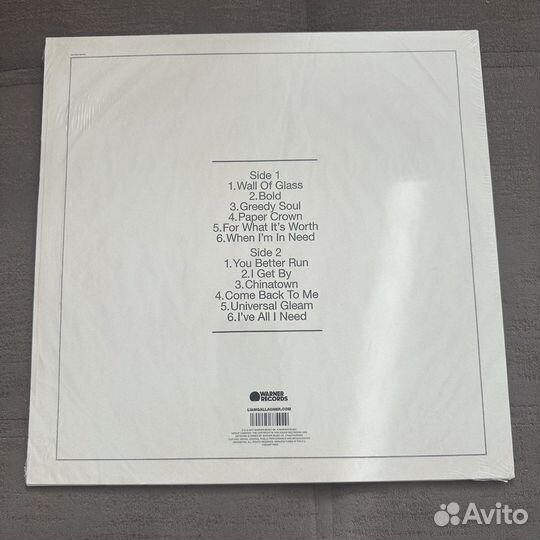 Side 1
1.Wall Of Glass
2.Bold
3.Greedy Soul
4.Paper Crown
5.For What It's Worth
6.When I'm In Need
Side 2
1.You Better Run
2.I Get By
3.Chinatown
4.Come Back To Me
5.Universal Gleam
6.I've All I Need
WARNER
RECORDS
LIAMGALLAGHER.COM
Avito